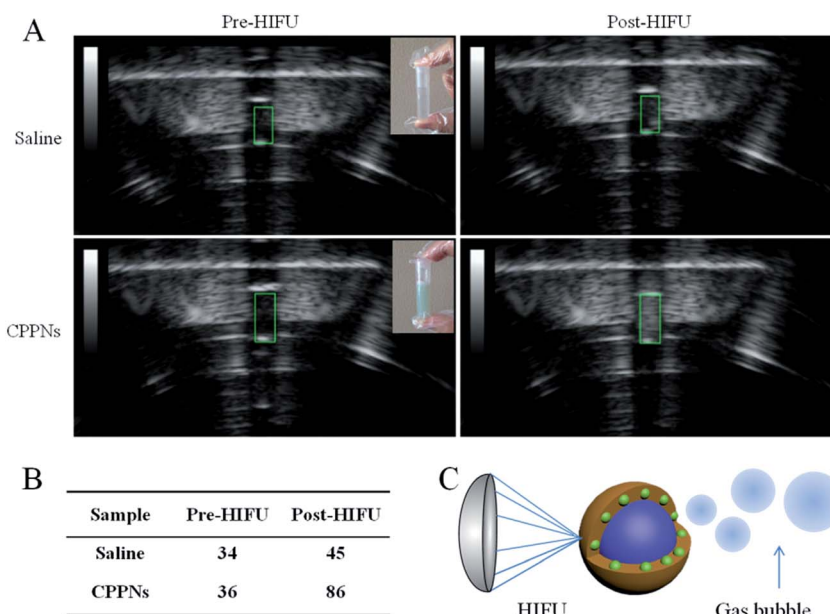 Pre-HIFU
Post-HIFU
A
Saline
CPPNs
B
Sample Pre-HIFU Post-HIFU
Saline 34 45
CPPNs 36 86
C
HIFU
Gas bubble